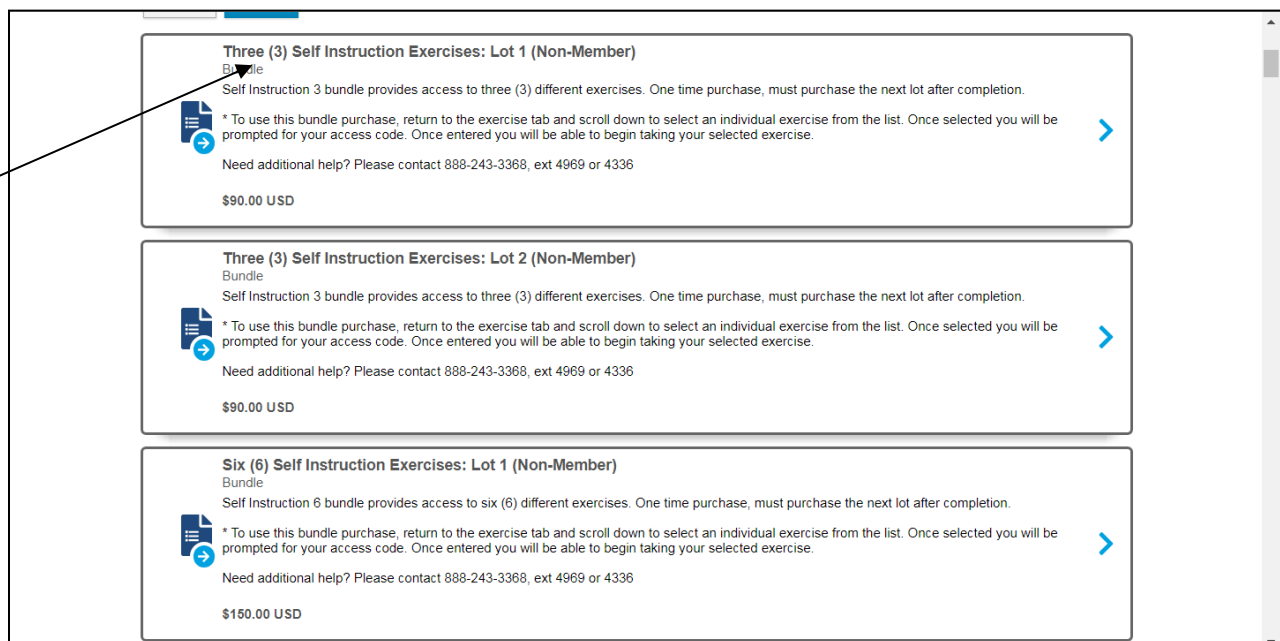 Three (3) Self Instruction Exercises: Lot 1 (Non-Member)
Bundle
Self Instruction 3 bundle provides access to three (3) different exercises. One time purchase, must purchase the next lot after completion.
* To use this bundle purchase, return to the exercise tab and scroll down to select an individual exercise from the list. Once selected you will be
prompted for your access code. Once entered you will be able to begin taking your selected exercise.
Need additional help? Please contact 888-243-3368, ext 4969 or 4336
$90.00 USD
Three (3) Self Instruction Exercises: Lot 2 (Non-Member)
Bundle
Self Instruction 3 bundle provides access to three (3) different exercises. One time purchase, must purchase the next lot after completion.
* To use this bundle purchase, return to the exercise tab and scroll down to select an individual exercise from the list. Once selected you will be
prompted for your access code. Once entered you will be able to begin taking your selected exercise.
Need additional help? Please contact 888-243-3368, ext 4969 or 4336
$90.00 USD
Six (6) Self Instruction Exercises: Lot 1 (Non-Member)
Bundle
Self Instruction 6 bundle provides access to six (6) different exercises. One time purchase, must purchase the next lot after completion.
* To use this bundle purchase, return to the exercise tab and scroll down to select an individual exercise from the list. Once selected you will be
prompted for your access code. Once entered you will be able to begin taking your selected exercise.
Need additional help? Please contact 888-243-3368, ext 4969 or 4336
$150.00 USD